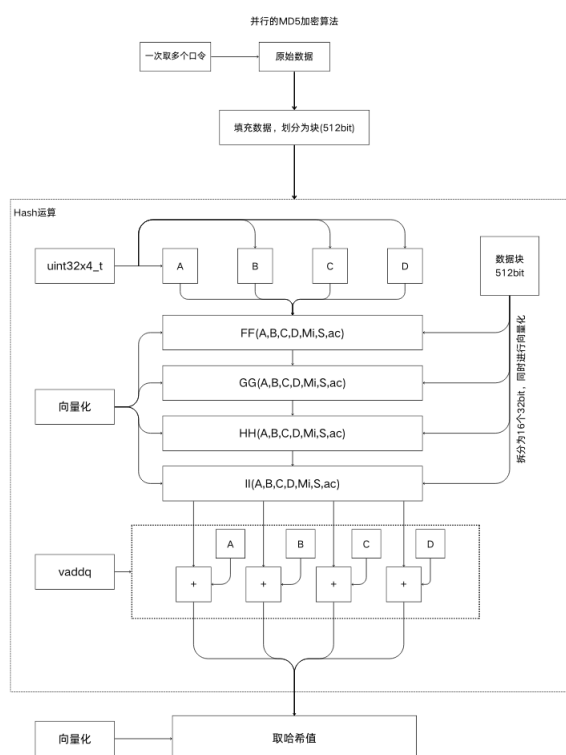 并行的MD5加密算法
一次取多个口令
原始数据
填充数据，划分为块(512bit)
Hash运算
uint32x4_t
A
B
C
D
数据块
512bit
FF(A,B,C,D,Mi,S,ac)
GG(A,B,C,D,Mi,S,ac)
向量化
HH(A,B,C,D,Mi,S,ac)
II(A,B,C,D,Mi,S,ac)
拆分为16个32bit，同时进行向量化
A
B
C
D
vaddq
+
+
+
+
向量化
取哈希值